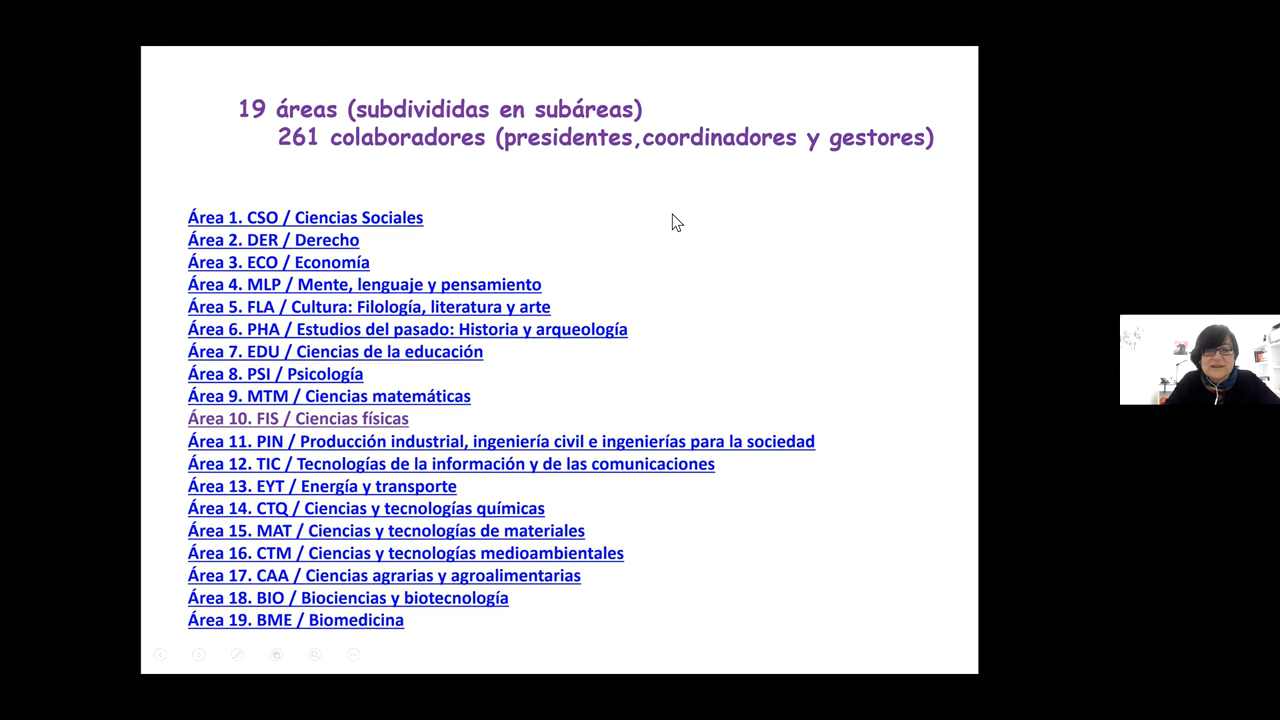 19 áreas (subdivididas en subáreas)
261 colaboradores (presidentes,coordinadores y gestores)
Área 1. CSO / Ciencias Sociales
Área 2. DER / Derecho
Área 3. ECO / Economía
Área 4. MLP / Mente, lenguaje y pensamiento
Área 5. FLA / Cultura: Filología, literatura y arte
Área 6. PHA / Estudios del pasado: Historia y arqueología
Área 7. EDU / Ciencias de la educación
Área 8. PSI / Psicología
Área 9. MTM / Ciencias matemáticas
Área 10. FIS / Ciencias físicas
Área 11. PIN / Producción industrial, ingeniería civil e ingenierías para la sociedad
Área 12. TIC / Tecnologías de la información y de las comunicaciones
Área 13. EYT / Energía y transporte
Área 14. CTQ / Ciencias y tecnologías químicas
Área 15. MAT / Ciencias y tecnologías de materiales
Área 16. CTM / Ciencias y tecnologías medioambientales
Área 17. CAA / Ciencias agrarias y agroalimentarias
Área 18. BIO / Biociencias y biotecnología
Área 19. BME / Biomedicina